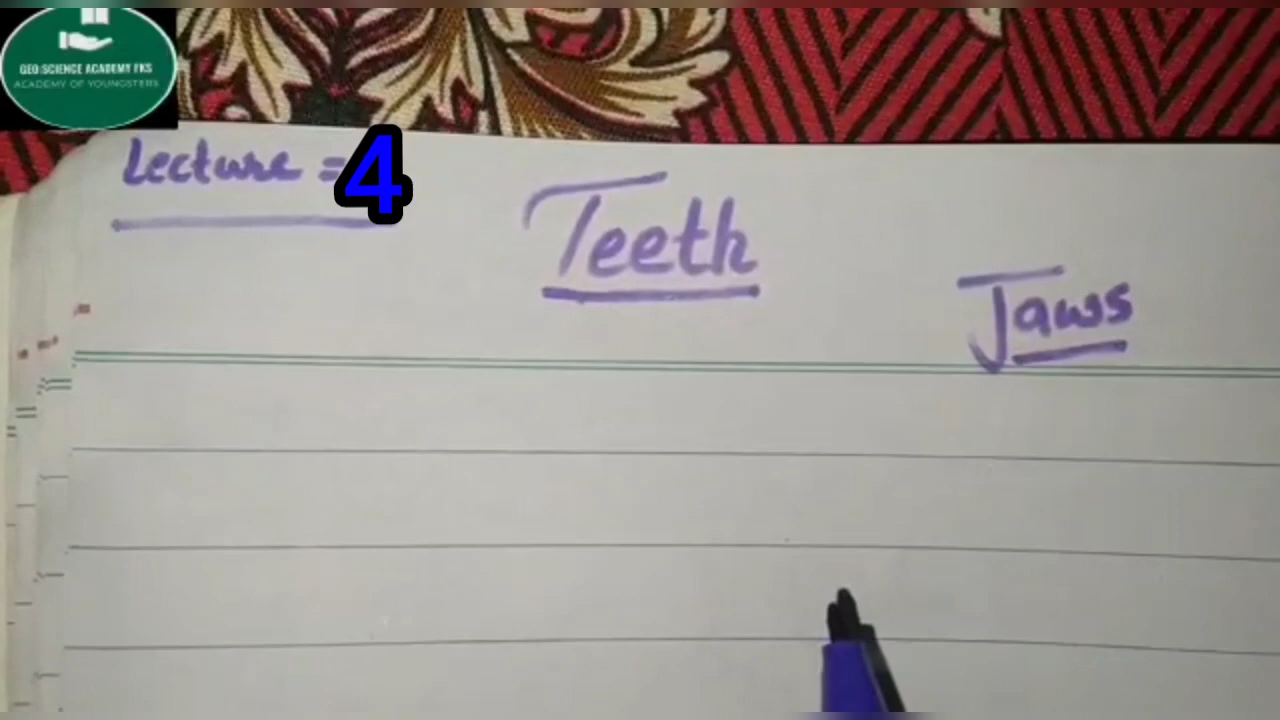 GEO SCIENCE ACADEMY FKS
ACADEMY OF YOUNGSTERS
Lecture = 4
Teeth
Jaws